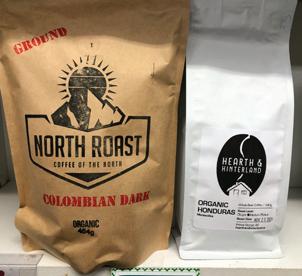 GROUND
NORTH ROAST
COFFEE OF THE NORTH
COLOMBIAN DARK
ORGANIC
454g
HEARTH &
HINTERLAND
ORGANIC
HONDURAS